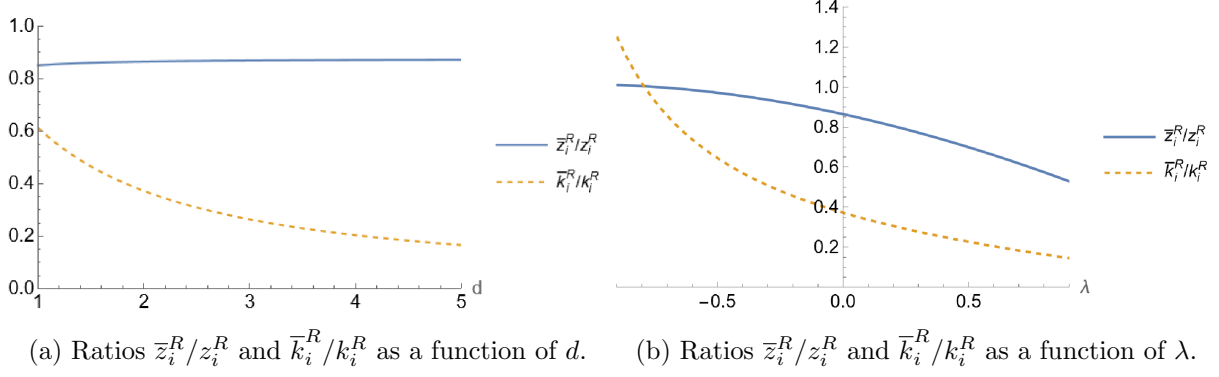 1.0
0.8
0.6
0.4
0.2
0.0
1
2
3
4
5
d
z̅ᵢᴿ/zᵢᴿ
k̅ᵢᴿ/kᵢᴿ
1.4
1.2
1.0
0.8
0.6
0.4
0.2
−0.5
0.0
0.5
λ
z̅ᵢᴿ/zᵢᴿ
k̅ᵢᴿ/kᵢᴿ
(a) Ratios z̅ᵢᴿ/zᵢᴿ and k̅ᵢᴿ/kᵢᴿ as a function of d.
(b) Ratios z̅ᵢᴿ/zᵢᴿ and k̅ᵢᴿ/kᵢᴿ as a function of λ.